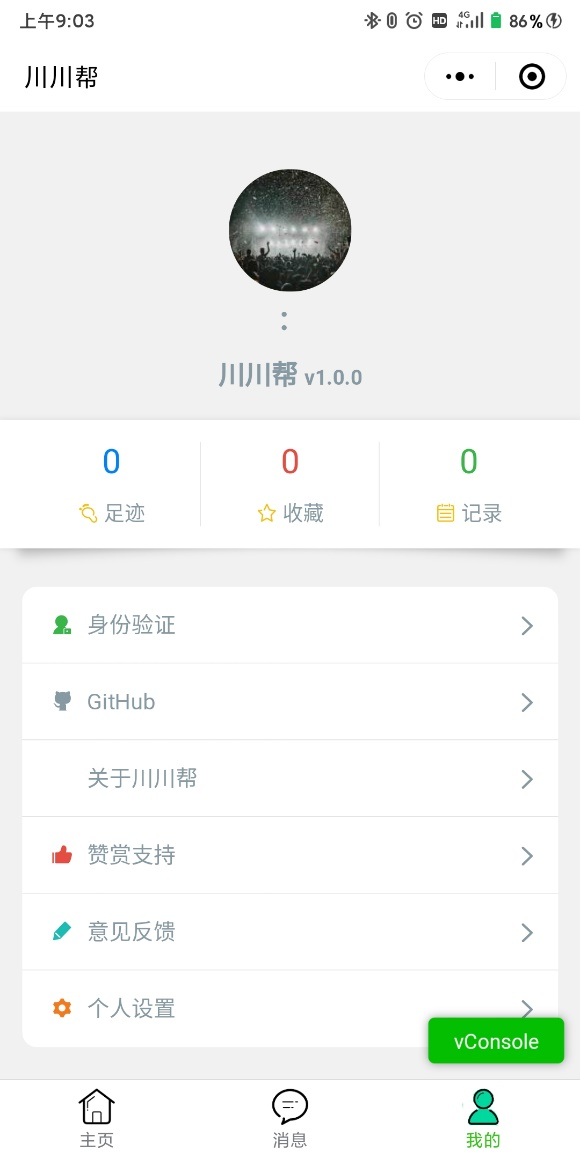 上午9:03
HD 4G 86%
川川帮
:
川川帮 v1.0.0
0 0 0
足迹 收藏 记录
身份验证
GitHub
关于川川帮
赞赏支持
意见反馈
个人设置
vConsole
主页 消息 我的